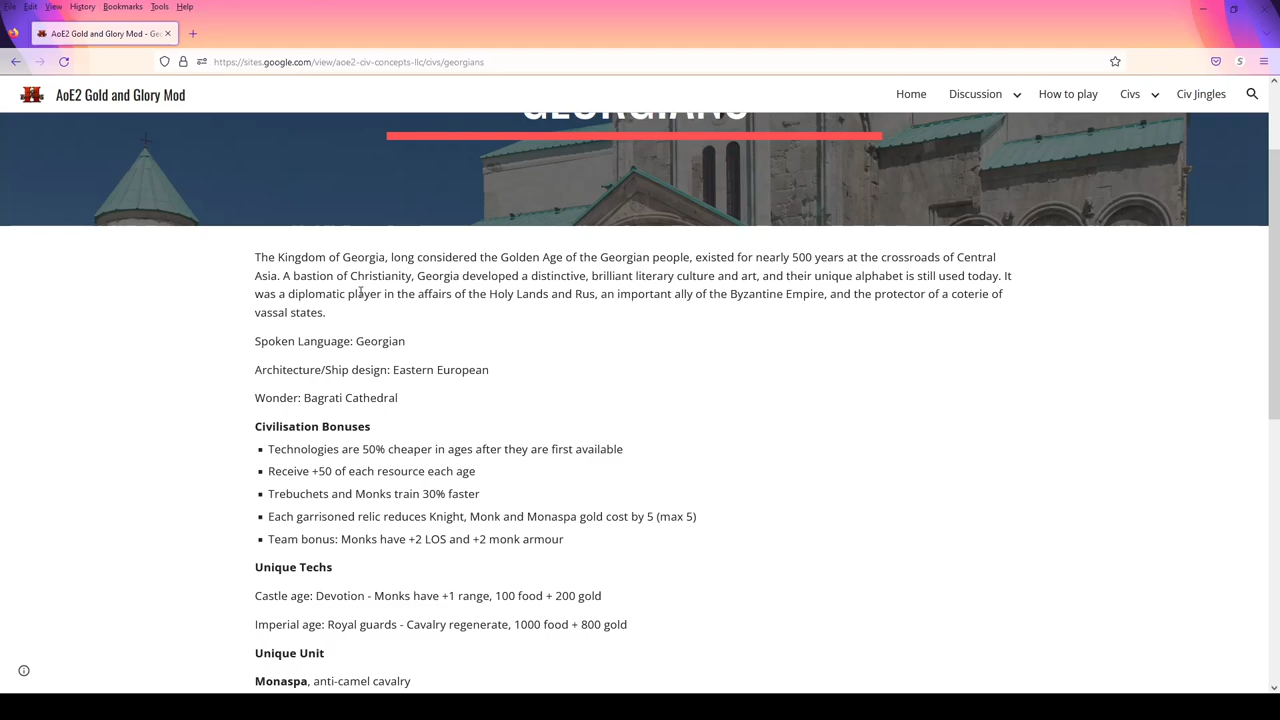 File Edit View History Bookmarks Tools Help
AoE2 Gold and Glory Mod - Geo
https://sites.google.com/view/aoe2-civ-concepts-llc/civs/georgians
AoE2 Gold and Glory Mod Home Discussion How to play Civs Civ Jingles
GEORGIANS
The Kingdom of Georgia, long considered the Golden Age of the Georgian people, existed for nearly 500 years at the crossroads of Central
Asia. A bastion of Christianity, Georgia developed a distinctive, brilliant literary culture and art, and their unique alphabet is still used today. It
was a diplomatic player in the affairs of the Holy Lands and Rus, an important ally of the Byzantine Empire, and the protector of a coterie of
vassal states.
Spoken Language: Georgian
Architecture/Ship design: Eastern European
Wonder: Bagrati Cathedral
Civilisation Bonuses
▪ Technologies are 50% cheaper in ages after they are first available
▪ Receive +50 of each resource each age
▪ Trebuchets and Monks train 30% faster
▪ Each garrisoned relic reduces Knight, Monk and Monaspa gold cost by 5 (max 5)
▪ Team bonus: Monks have +2 LOS and +2 monk armour
Unique Techs
Castle age: Devotion - Monks have +1 range, 100 food + 200 gold
Imperial age: Royal guards - Cavalry regenerate, 1000 food + 800 gold
Unique Unit
Monaspa, anti-camel cavalry